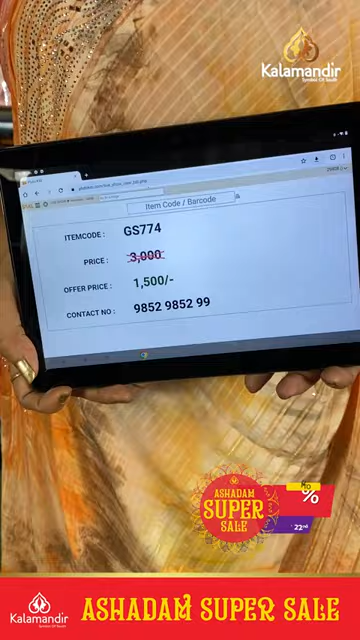 Kalamandir
Symbol Of South
Item Code / Barcode
ITEMCODE : GS774
PRICE : 3,000
OFFER PRICE : 1,500/-
CONTACT NO : 9852 9852 99
ASHADAM
SUPER
SALE
%
22nd
Kalamandir
Symbol Of South
ASHADAM SUPER SALE